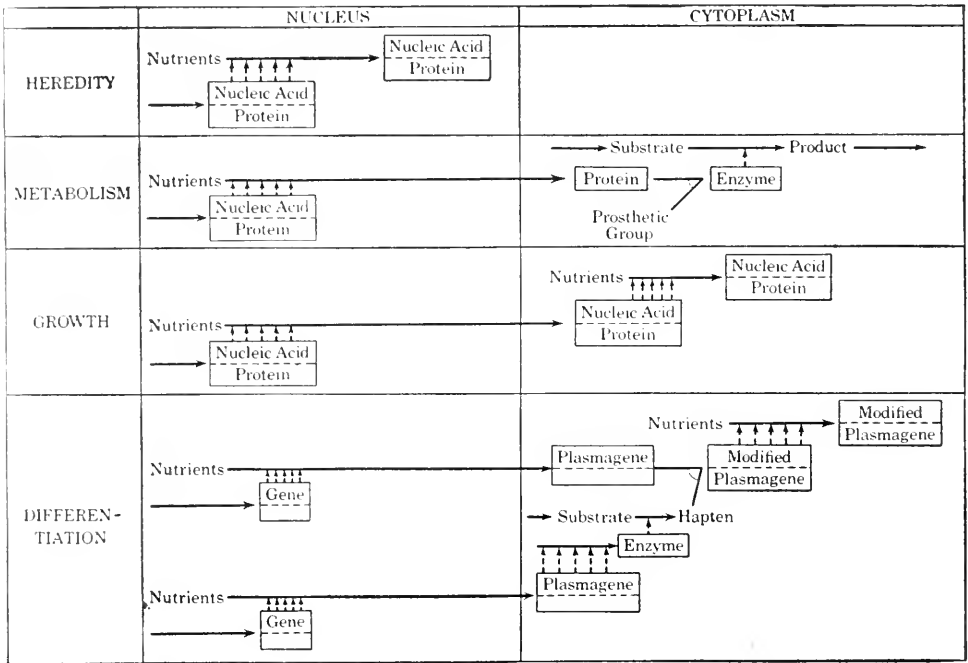 NUCLEUS
CYTOPLASM
HEREDITY
Nutrients
Nucleic Acid
Protein
Nucleic Acid
Protein
METABOLISM
Nutrients
Nucleic Acid
Protein
Substrate
Product
Protein
Enzyme
Prosthetic
Group
GROWTH
Nutrients
Nucleic Acid
Protein
Nutrients
Nucleic Acid
Protein
Nucleic Acid
Protein
DIFFEREN-
TIATION
Nutrients
Gene
Nutrients
Gene
Nutrients
Modified
Plasmagene
Plasmagene
Modified
Plasmagene
Substrate
Hapten
Enzyme
Plasmagene